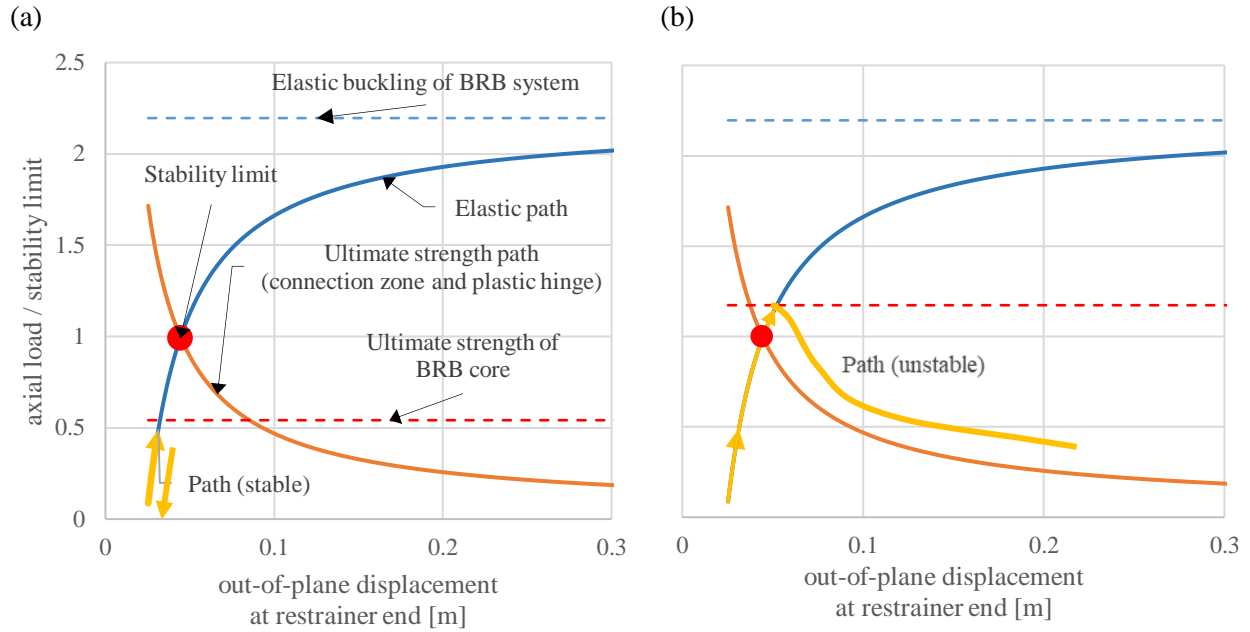 (a)
2.5
2
1.5
1
0.5
0
axial load / stability limit
Elastic buckling of BRB system
Stability limit
Elastic path
Ultimate strength path
(connection zone and plastic hinge)
Ultimate strength of
BRB core
Path (stable)
0
0.1
0.2
0.3
out-of-plane displacement
at restrainer end [m]
(b)
Path (unstable)
0
0.1
0.2
0.3
out-of-plane displacement
at restrainer end [m]